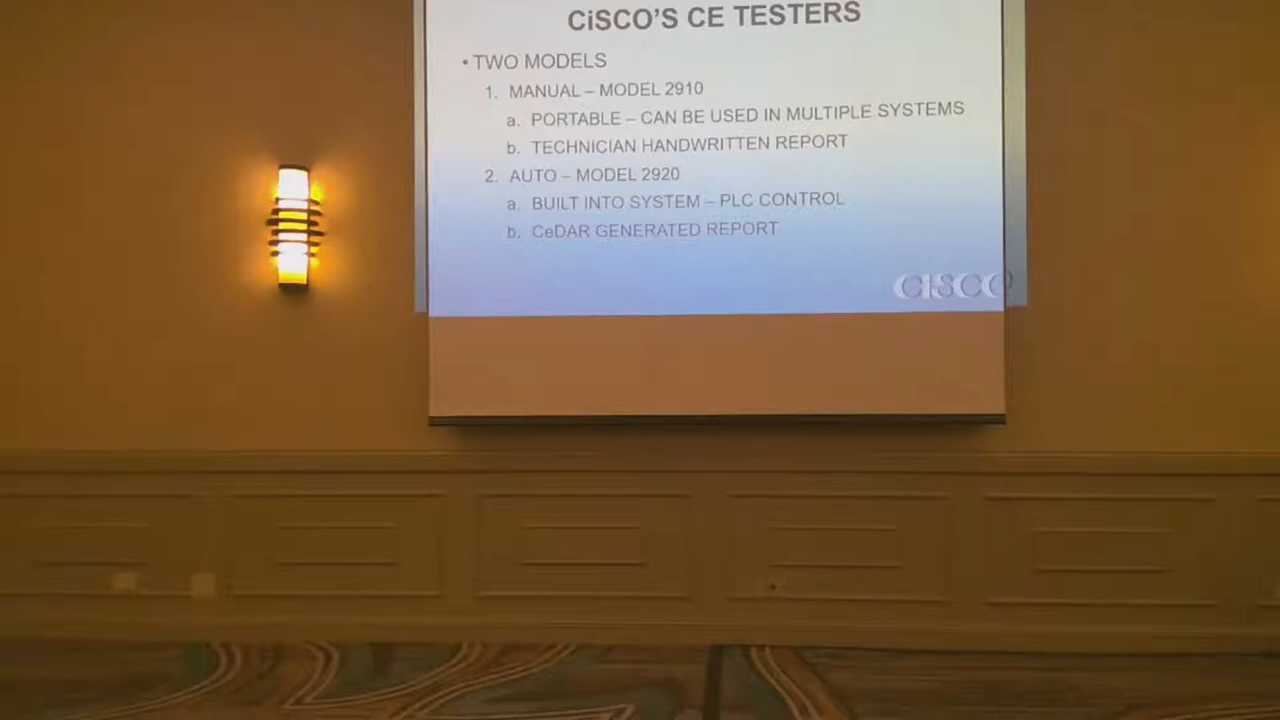 CiSCO'S CE TESTERS
• TWO MODELS
1. MANUAL – MODEL 2910
a. PORTABLE – CAN BE USED IN MULTIPLE SYSTEMS
b. TECHNICIAN HANDWRITTEN REPORT
2. AUTO – MODEL 2920
a. BUILT INTO SYSTEM – PLC CONTROL
b. CeDAR GENERATED REPORT
CISCO